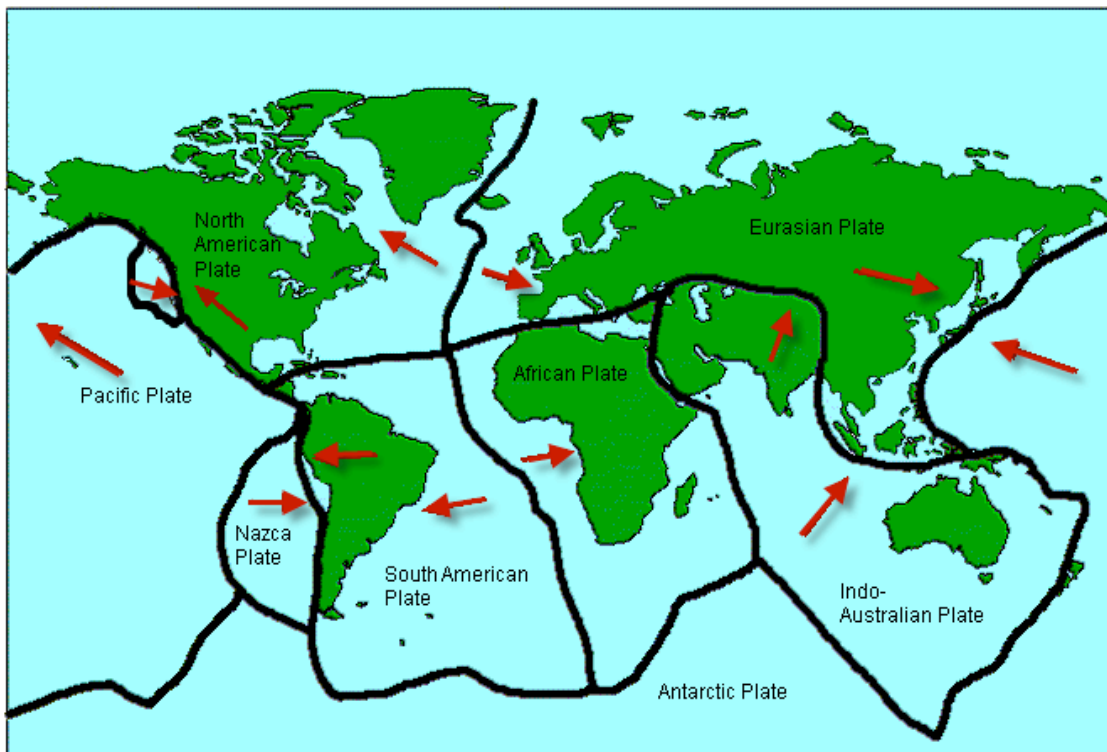 North
American
Plate
Eurasian Plate
Pacific Plate
African Plate
Nazca
Plate
South American
Plate
Indo-
Australian Plate
Antarctic Plate